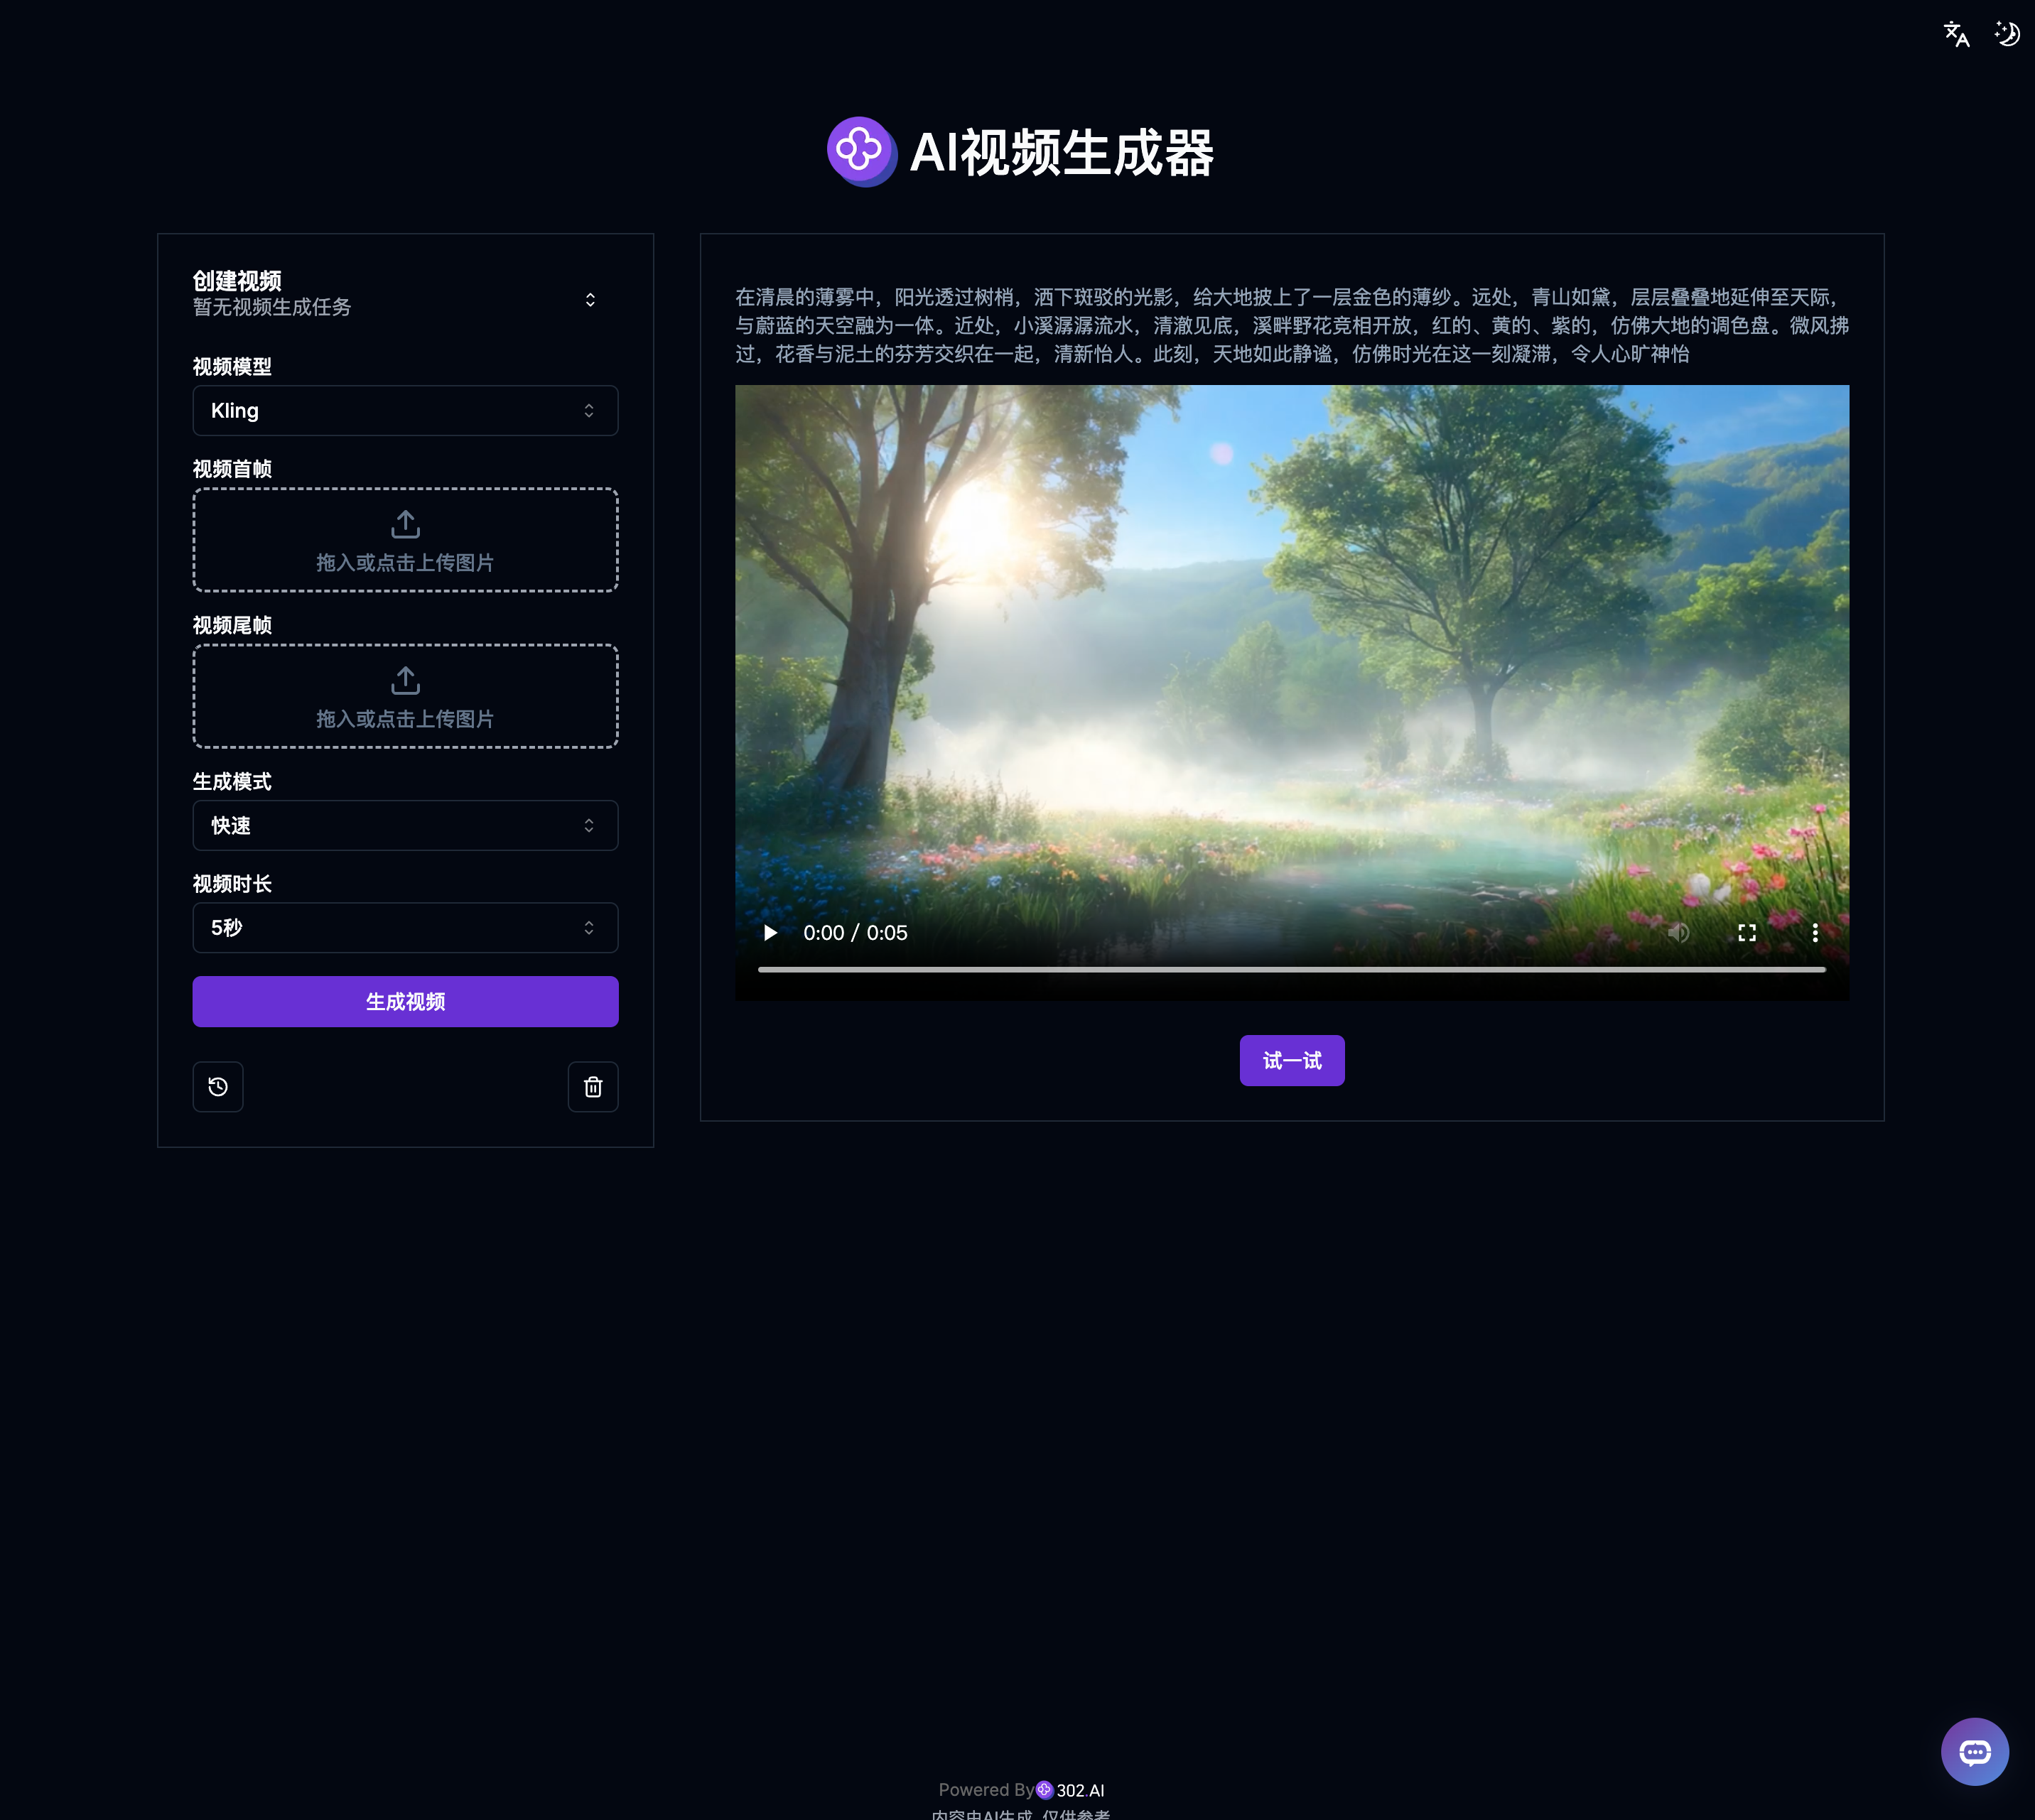 AI视频生成器
创建视频
暂无视频生成任务
视频模型
Kling
视频首帧
拖入或点击上传图片
视频尾帧
拖入或点击上传图片
生成模式
快速
视频时长
5秒
生成视频
在清晨的薄雾中，阳光透过树梢，洒下斑驳的光影，给大地披上了一层金色的薄纱。远处，青山如黛，层层叠叠地延伸至天际，
与蔚蓝的天空融为一体。近处，小溪潺潺流水，清澈见底，溪畔野花竞相开放，红的、黄的、紫的，仿佛大地的调色盘。微风拂
过，花香与泥土的芬芳交织在一起，清新怡人。此刻，天地如此静谧，仿佛时光在这一刻凝滞，令人心旷神怡
0:00 / 0:05
试一试
Powered By 302.AI
内容由AI生成，仅供参考